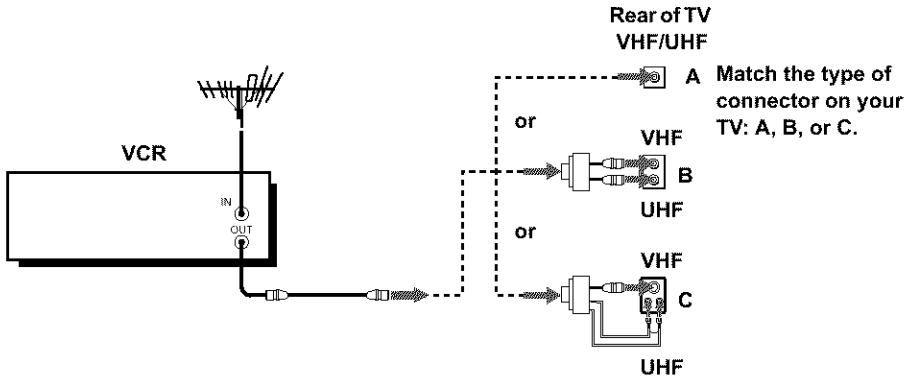 Rear of TV
VHF/UHF
A
Match the type of
connector on your
TV: A, B, or C.
or
VHF
B
UHF
VCR
IN
OUT
or
VHF
C
UHF